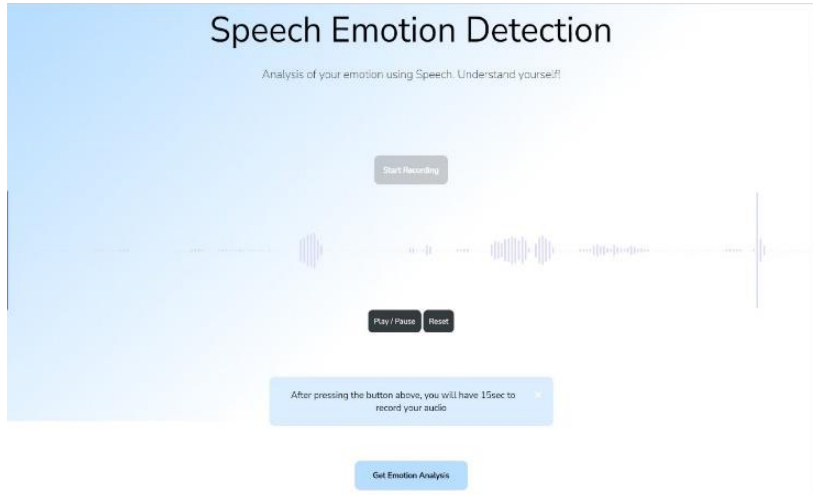 Speech Emotion Detection
Analysis of your emotion using Speech. Understand yourself!
Start Recording
Play / Pause Reset
After pressing the button above, you will have 15sec to
record your audio
Get Emotion Analysis